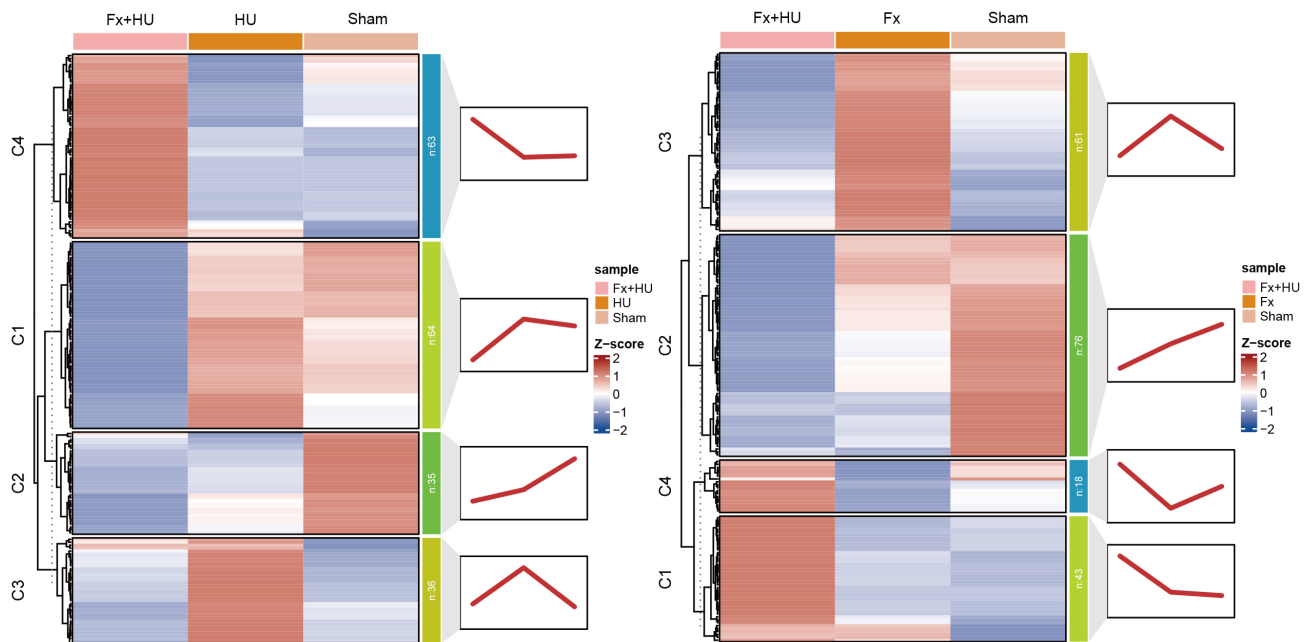 Fx+HU HU Sham
C4
n:63
C1
n:64
C2
n:35
C3
n:36
sample
Fx+HU
HU
Sham
Z-score
2
1
0
−1
−2
Fx+HU Fx Sham
C3
n:61
C2
n:76
C4
n:18
C1
n:43
sample
Fx+HU
Fx
Sham
Z-score
2
1
0
−1
−2